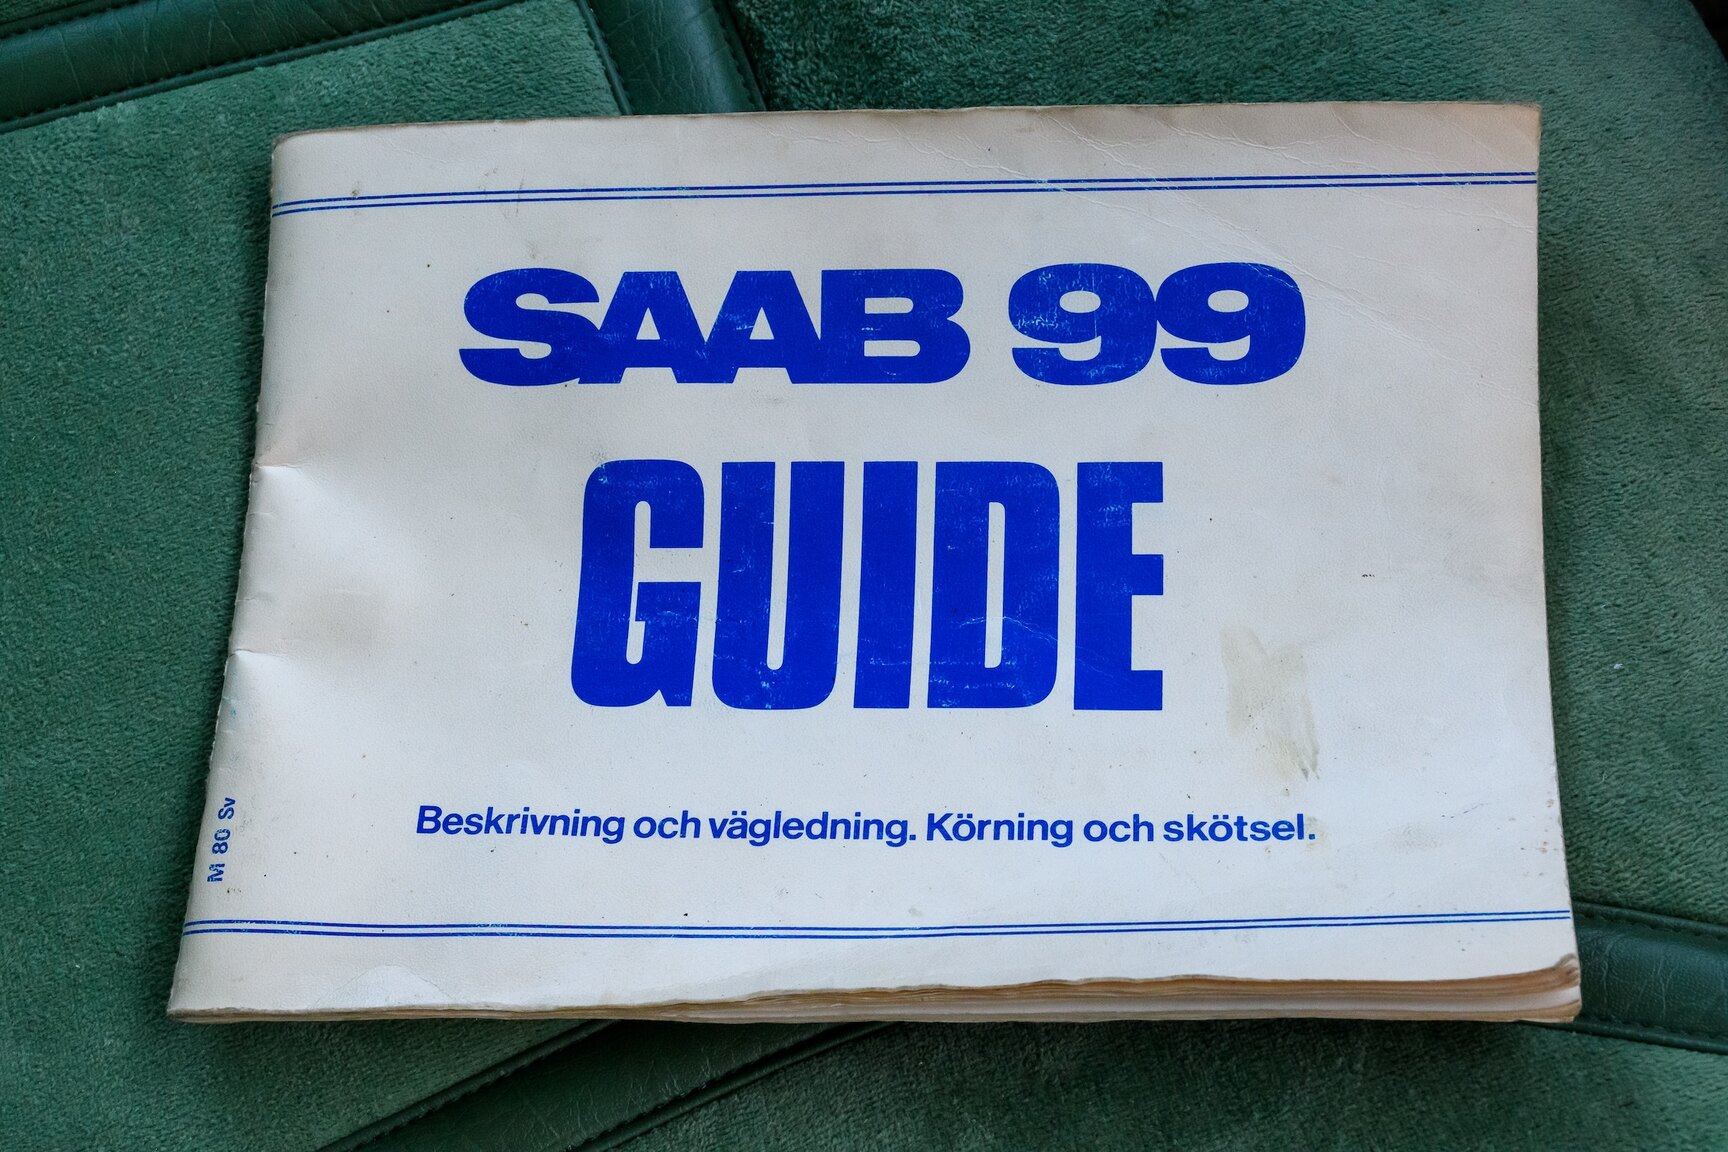 SAAB 99
GUIDE
Beskrivning och vägledning. Körning och skötsel.
M 80 Sv